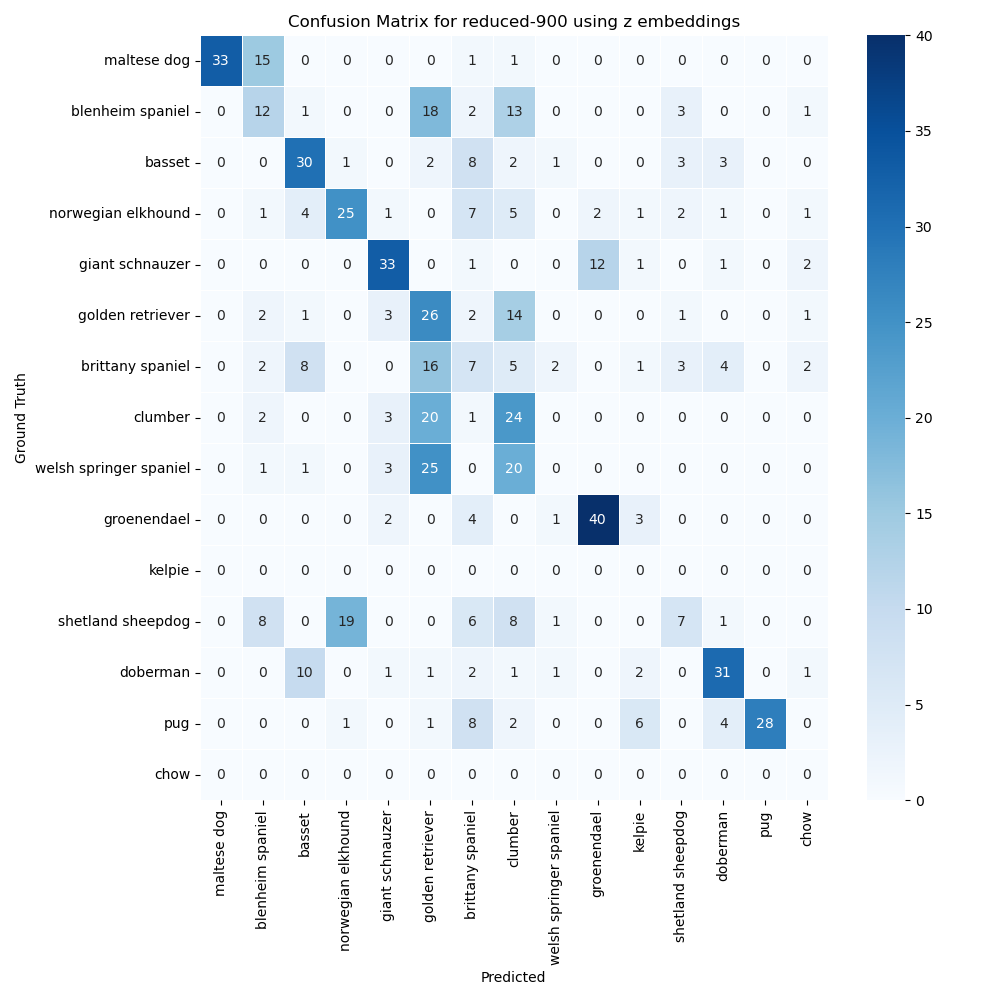 Confusion Matrix for reduced-900 using z embeddings
maltese dog 33 15 0 0 0 0 1 1 0 0 0 0 0 0 0
blenheim spaniel 0 12 1 0 0 18 2 13 0 0 0 3 0 0 1
basset 0 0 30 1 0 2 8 2 1 0 0 3 3 0 0
norwegian elkhound 0 1 4 25 1 0 7 5 0 2 1 2 1 0 1
giant schnauzer 0 0 0 0 33 0 1 0 0 12 1 0 1 0 2
golden retriever 0 2 1 0 3 26 2 14 0 0 0 1 0 0 1
brittany spaniel 0 2 8 0 0 16 7 5 2 0 1 3 4 0 2
clumber 0 2 0 0 3 20 1 24 0 0 0 0 0 0 0
welsh springer spaniel 0 1 1 0 3 25 0 20 0 0 0 0 0 0 0
groenendael 0 0 0 0 2 0 4 0 1 40 3 0 0 0 0
kelpie 0 0 0 0 0 0 0 0 0 0 0 0 0 0 0
shetland sheepdog 0 8 0 19 0 0 6 8 1 0 0 7 1 0 0
doberman 0 0 10 0 1 1 2 1 1 0 2 0 31 0 1
pug 0 0 0 1 0 1 8 2 0 0 6 0 4 28 0
chow 0 0 0 0 0 0 0 0 0 0 0 0 0 0 0
Ground Truth
maltese dog
blenheim spaniel
basset
norwegian elkhound
giant schnauzer
golden retriever
brittany spaniel
clumber
welsh springer spaniel
groenendael
kelpie
shetland sheepdog
doberman
pug
chow
Predicted
40
35
30
25
20
15
10
5
0